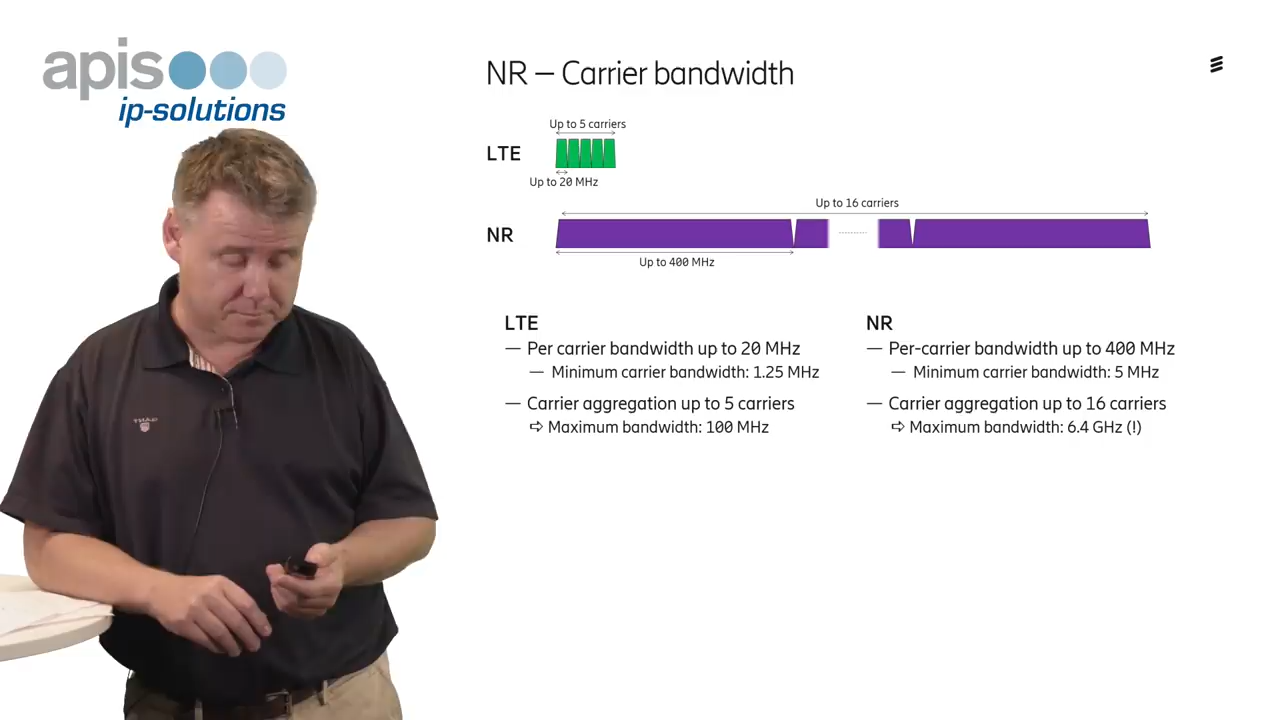 apis
ip-solutions
NR – Carrier bandwidth
Up to 5 carriers
LTE
Up to 20 MHz
Up to 16 carriers
NR
Up to 400 MHz
LTE
— Per carrier bandwidth up to 20 MHz
— Minimum carrier bandwidth: 1.25 MHz
— Carrier aggregation up to 5 carriers
⇨ Maximum bandwidth: 100 MHz
NR
— Per-carrier bandwidth up to 400 MHz
— Minimum carrier bandwidth: 5 MHz
— Carrier aggregation up to 16 carriers
⇨ Maximum bandwidth: 6.4 GHz (!)